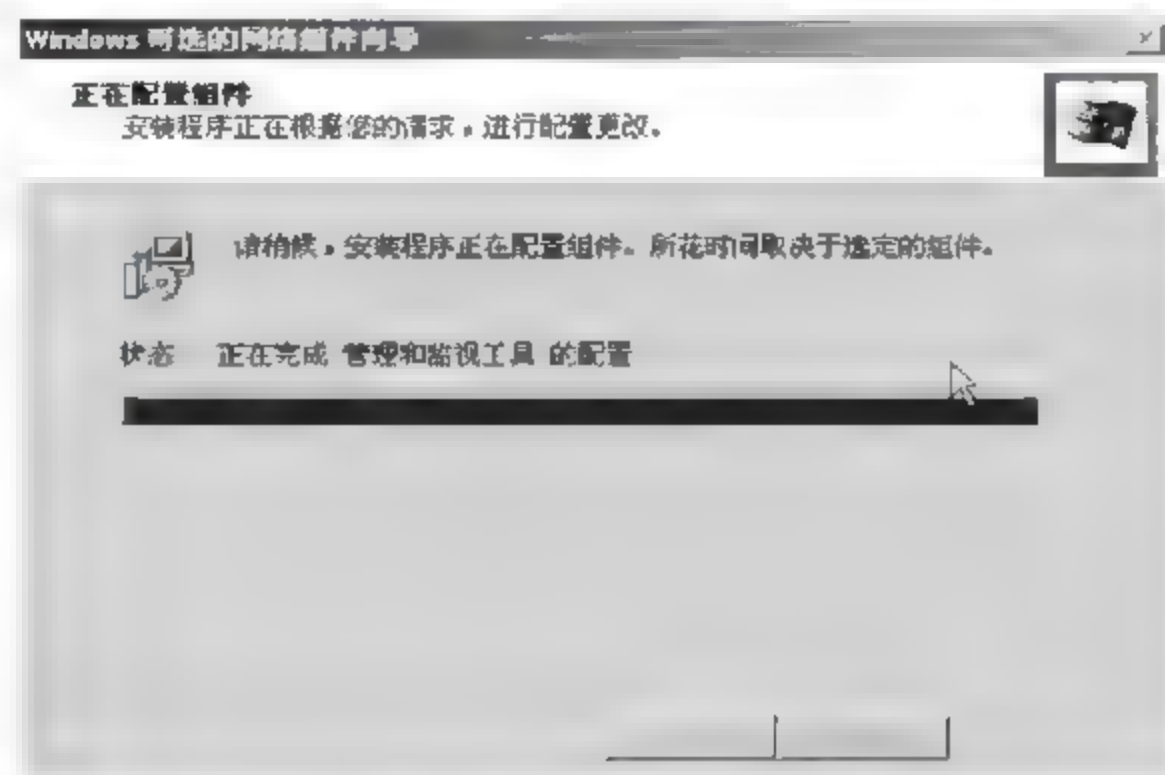 Windows 可选的网络组件向导
正在配置组件
安装程序正在根据您的请求，进行配置更改。
请稍候，安装程序正在配置组件。所花时间取决于选定的组件。
状态 正在完成 管理和监视工具 的配置